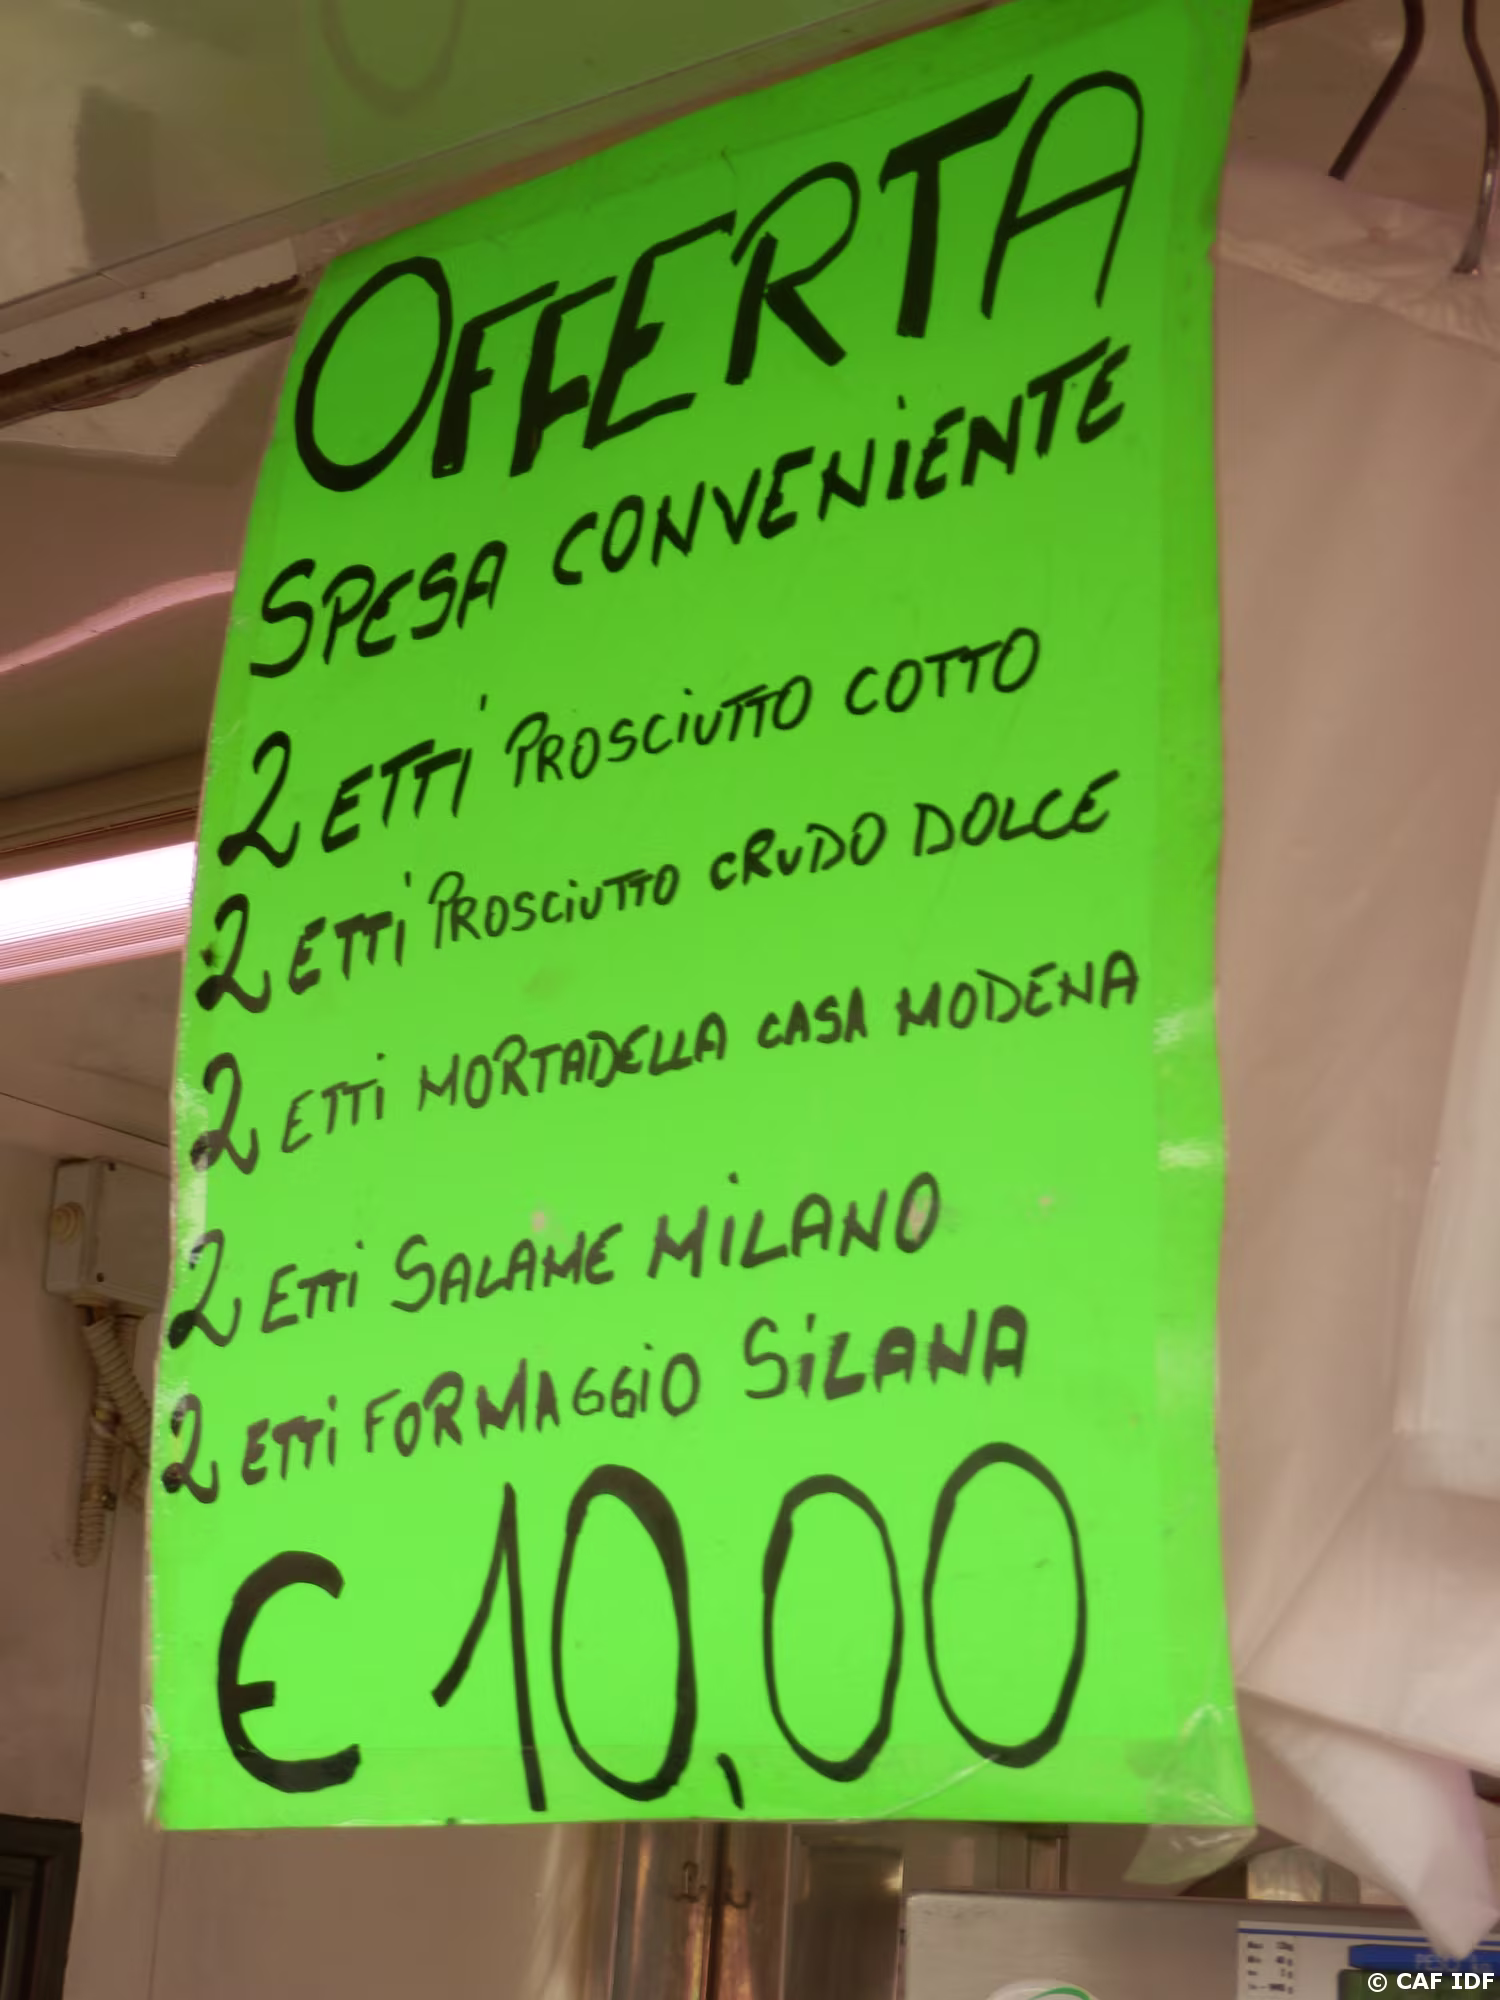 OFFERTA
SPESA CONVENIENTE
2 ETTI PROSCIUTTO COTTO
2 ETTI PROSCIUTTO CRUDO DOLCE
2 ETTI MORTADELLA CASA MODENA
2 ETTI SALAME MILANO
2 ETTI FORMAGGIO SILANA
€ 10,00
© CAF IDF